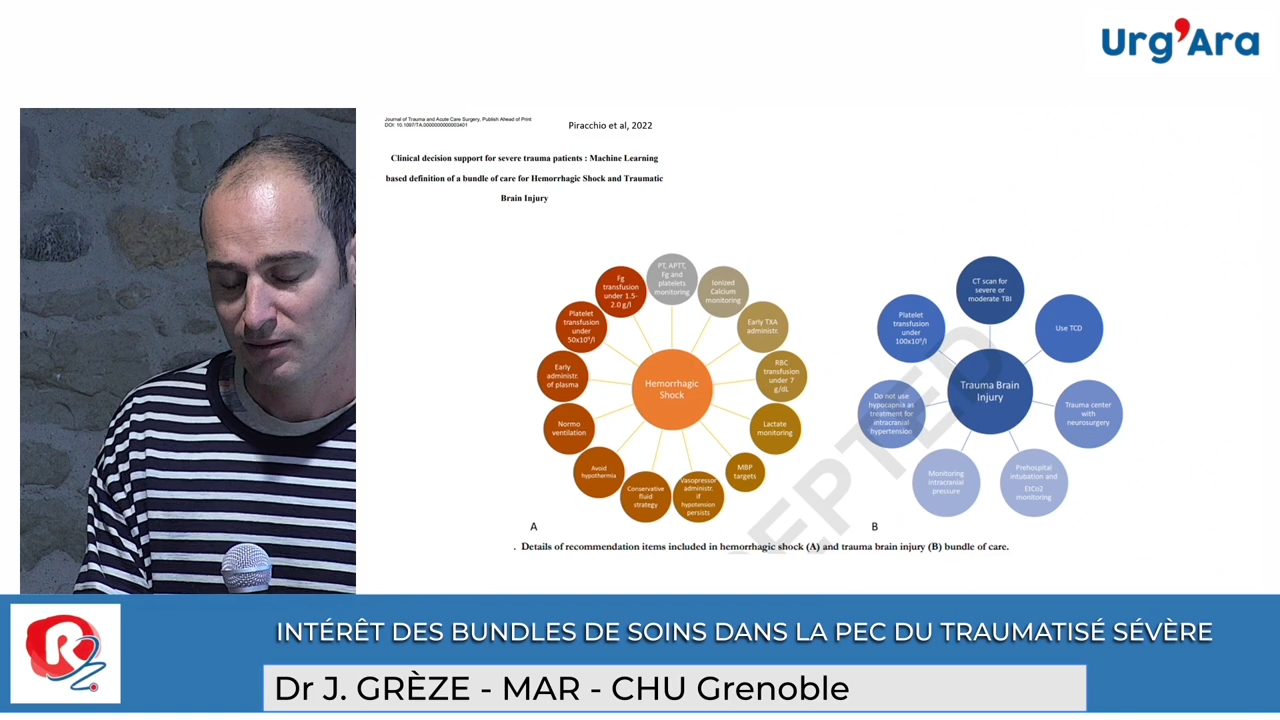 Urg'Ara
Journal of Trauma and Acute Care Surgery, Publish Ahead of Print
DOI: 10.1097/TA.0000000000003401
Piracchio et al, 2022
Clinical decision support for severe trauma patients : Machine Learning
based definition of a bundle of care for Hemorrhagic Shock and Traumatic
Brain Injury
PT, APTT,
Fg and
platelets
monitoring
Ionized
Calcium
monitoring
Early TXA
administr.
RBC
transfusion
under 7
g/dL
Lactate
monitoring
MBP
targets
Vasopressor
administr.
if
hypotension
persists
Conservative
fluid
strategy
Avoid
hypothermia
Normo
ventilation
Early
administr.
of plasma
Platelet
transfusion
under
50x10⁹/l
Fg
transfusion
under 1.5-
2.0 g/l
Hemorrhagic
Shock
A
CT scan for
severe or
moderate TBI
Use TCD
Trauma center
with
neurosurgery
Prehospital
intubation and
EtCo2
monitoring
Monitoring
intracranial
pressure
Do not use
hypocapnia as
treatment for
intracranial
hypertension
Platelet
transfusion
under
100x10⁹/l
Trauma Brain
Injury
B
EPTED
. Details of recommendation items included in hemorrhagic shock (A) and trauma brain injury (B) bundle of care.
R
INTÉRÊT DES BUNDLES DE SOINS DANS LA PEC DU TRAUMATISÉ SÉVÈRE
Dr J. GRÈZE - MAR - CHU Grenoble